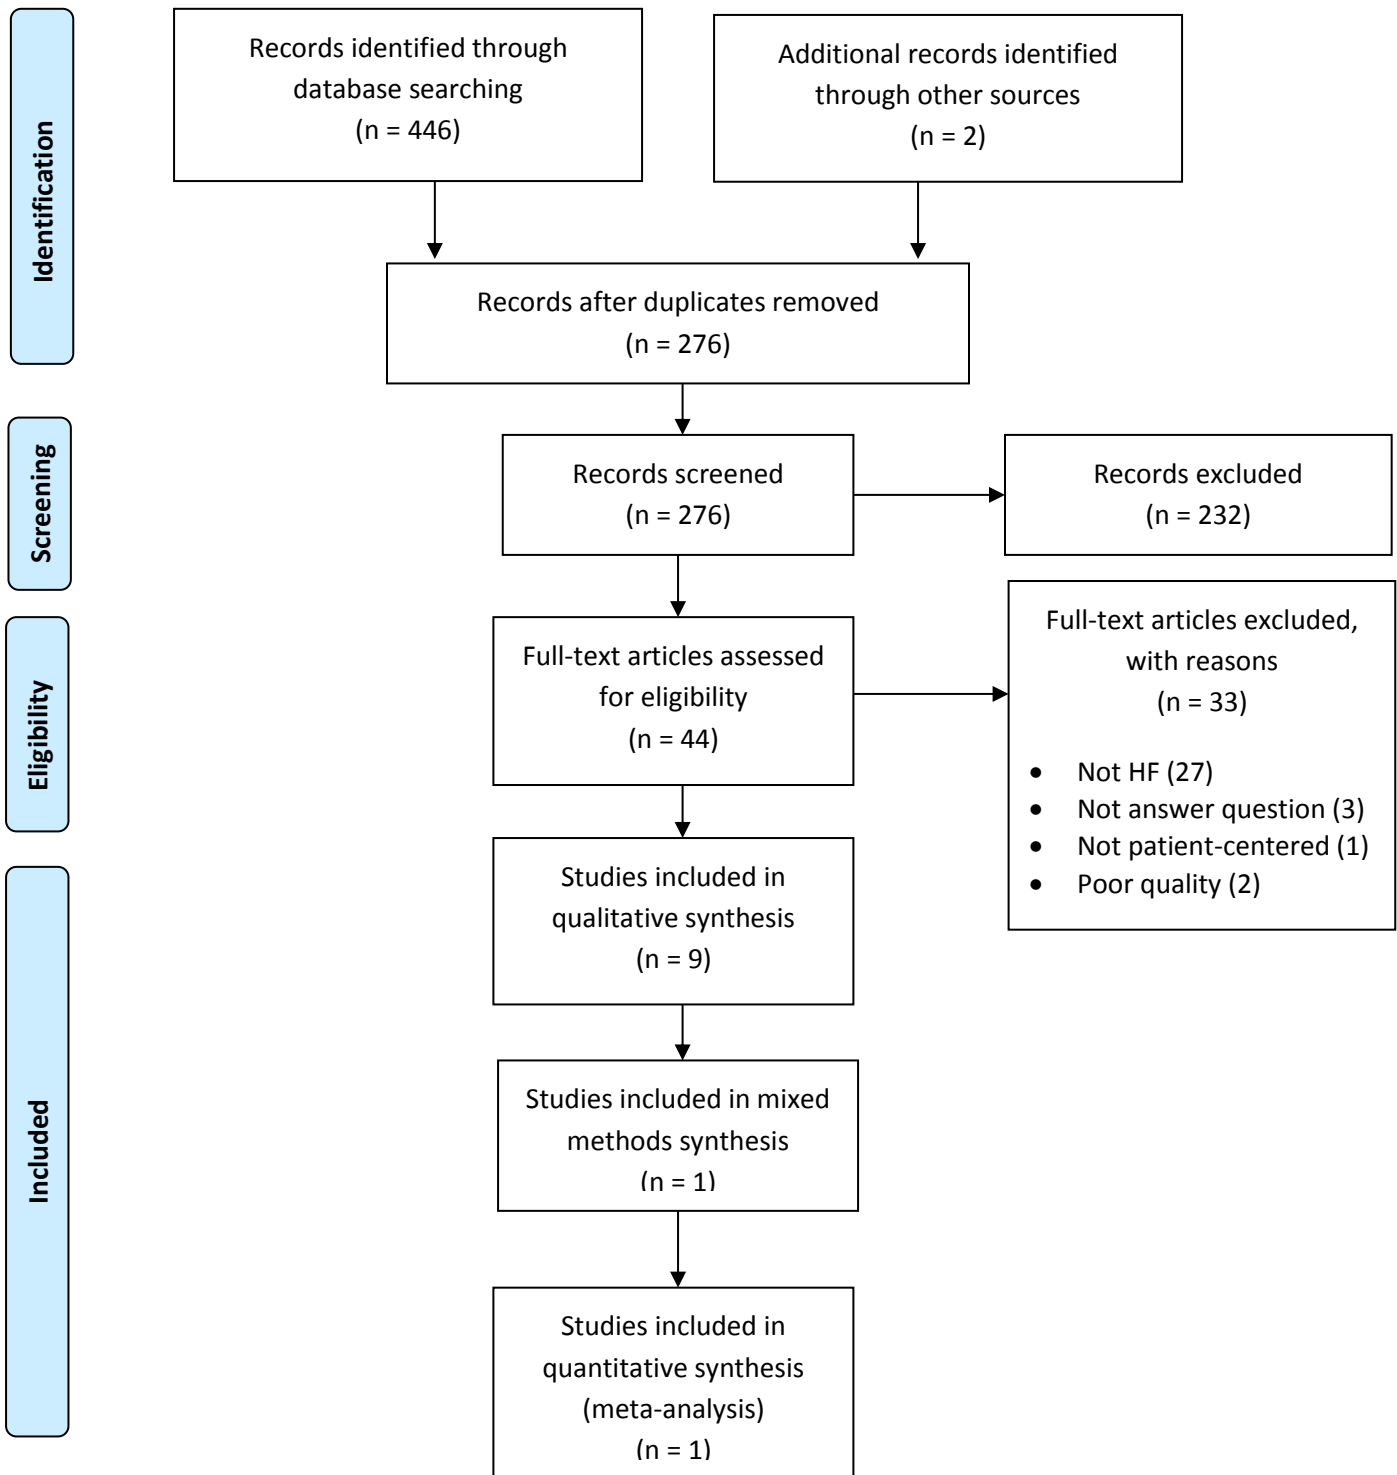 Identification
Records identified through
database searching
(n = 446)
Additional records identified
through other sources
(n = 2)
Records after duplicates removed
(n = 276)
Screening
Records screened
(n = 276)
Records excluded
(n = 232)
Eligibility
Full-text articles assessed
for eligibility
(n = 44)
Full-text articles excluded,
with reasons
(n = 33)
• Not HF (27)
• Not answer question (3)
• Not patient-centered (1)
• Poor quality (2)
Included
Studies included in
qualitative synthesis
(n = 9)
Studies included in mixed
methods synthesis
(n = 1)
Studies included in
quantitative synthesis
(meta-analysis)
(n = 1)